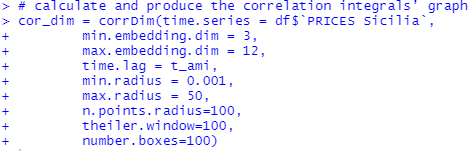 > # calculate and produce the correlation integrals' graph
> cor_dim = corrDim(time.series = df$`PRICES Sicilia`,
+ min.embedding.dim = 3,
+ max.embedding.dim = 12,
+ time.lag = t_ami,
+ min.radius = 0.001,
+ max.radius = 50,
+ n.points.radius=100,
+ theiler.window=100,
+ number.boxes=100)